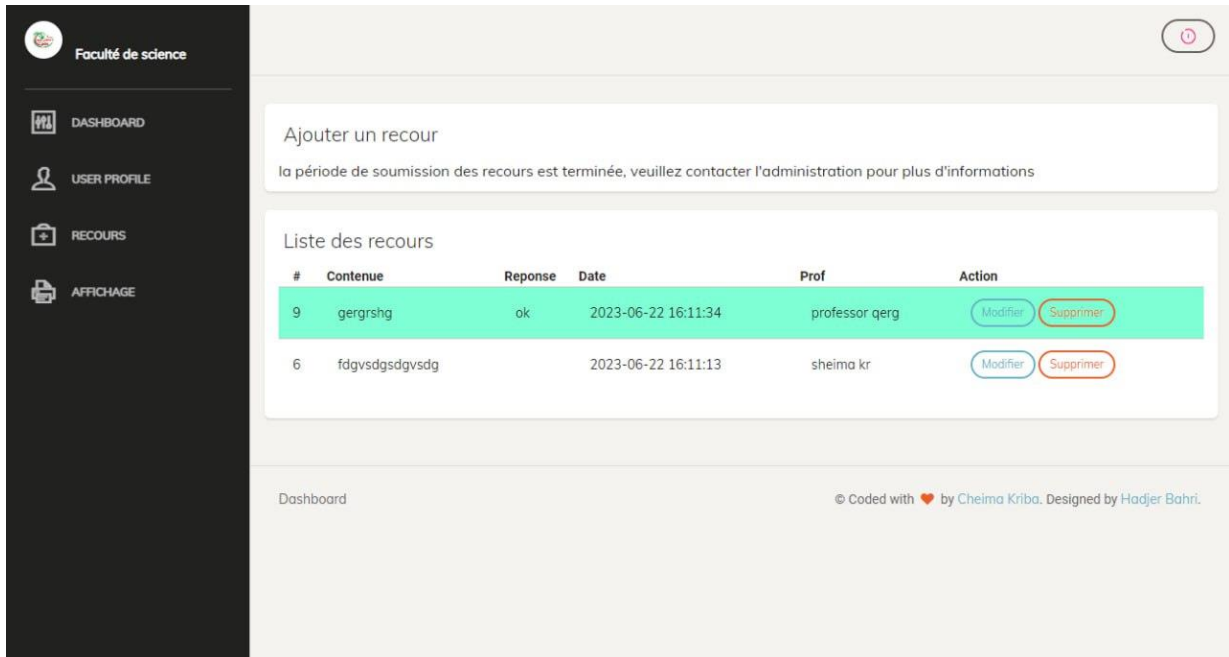 Faculté de science
DASHBOARD
USER PROFILE
RECOURS
AFFICHAGE
Ajouter un recour
la période de soumission des recours est terminée, veuillez contacter l'administration pour plus d'informations
Liste des recours
# Contenue Reponse Date Prof Action
9 gergrshg ok 2023-06-22 16:11:34 professor qerg Modifier Supprimer
6 fdgvsdgsdgvsdg 2023-06-22 16:11:13 sheima kr Modifier Supprimer
Dashboard © Coded with ❤ by Cheima Kriba. Designed by Hadjer Bahri.